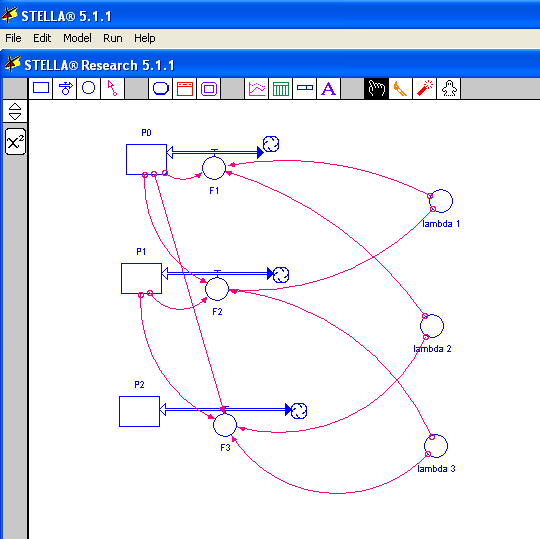 STELLA® 5.1.1
File Edit Model Run Help
STELLA® Research 5.1.1
A
X²
P0
F1
lambda 1
P1
F2
lambda 2
P2
F3
lambda 3